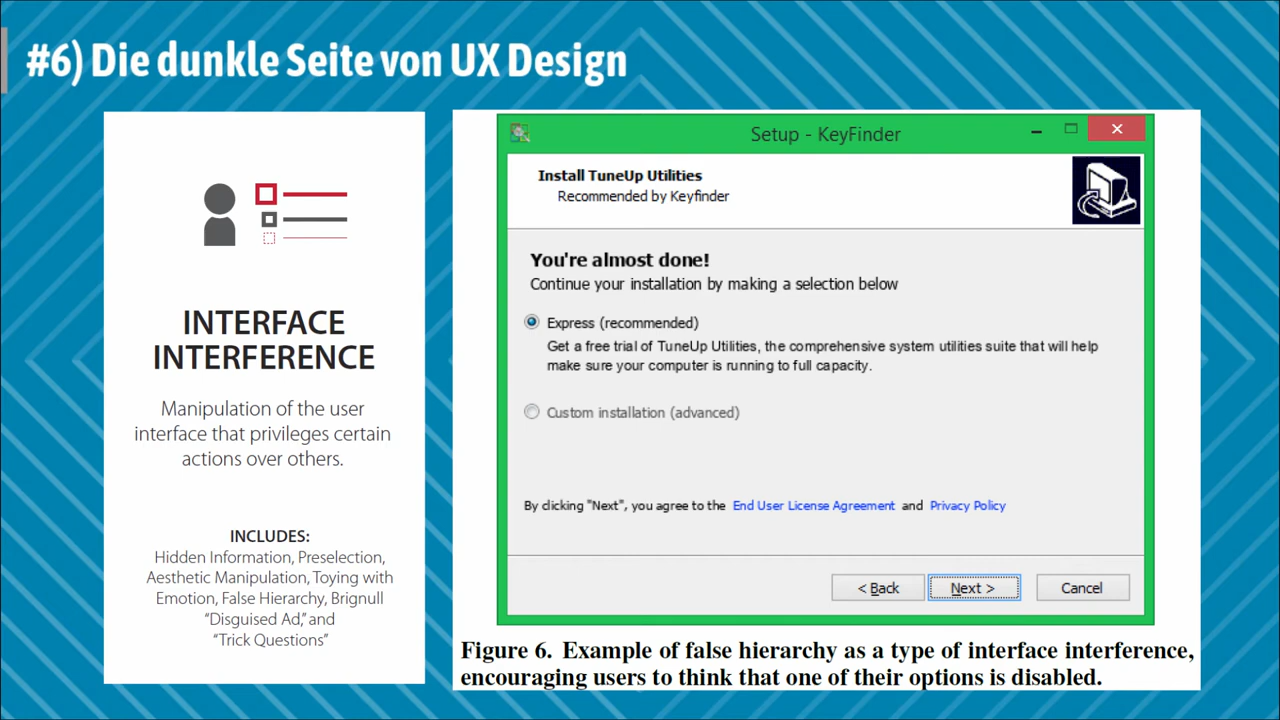 #6) Die dunkle Seite von UX Design
INTERFACE
INTERFERENCE
Manipulation of the user
interface that privileges certain
actions over others.
INCLUDES:
Hidden Information, Preselection,
Aesthetic Manipulation, Toying with
Emotion, False Hierarchy, Brignull
“Disguised Ad,” and
“Trick Questions”
Setup - KeyFinder
Install TuneUp Utilities
Recommended by Keyfinder
You're almost done!
Continue your installation by making a selection below
Express (recommended)
Get a free trial of TuneUp Utilities, the comprehensive system utilities suite that will help
make sure your computer is running to full capacity.
Custom installation (advanced)
By clicking "Next", you agree to the End User License Agreement and Privacy Policy
< Back Next > Cancel
Figure 6. Example of false hierarchy as a type of interface interference,
encouraging users to think that one of their options is disabled.